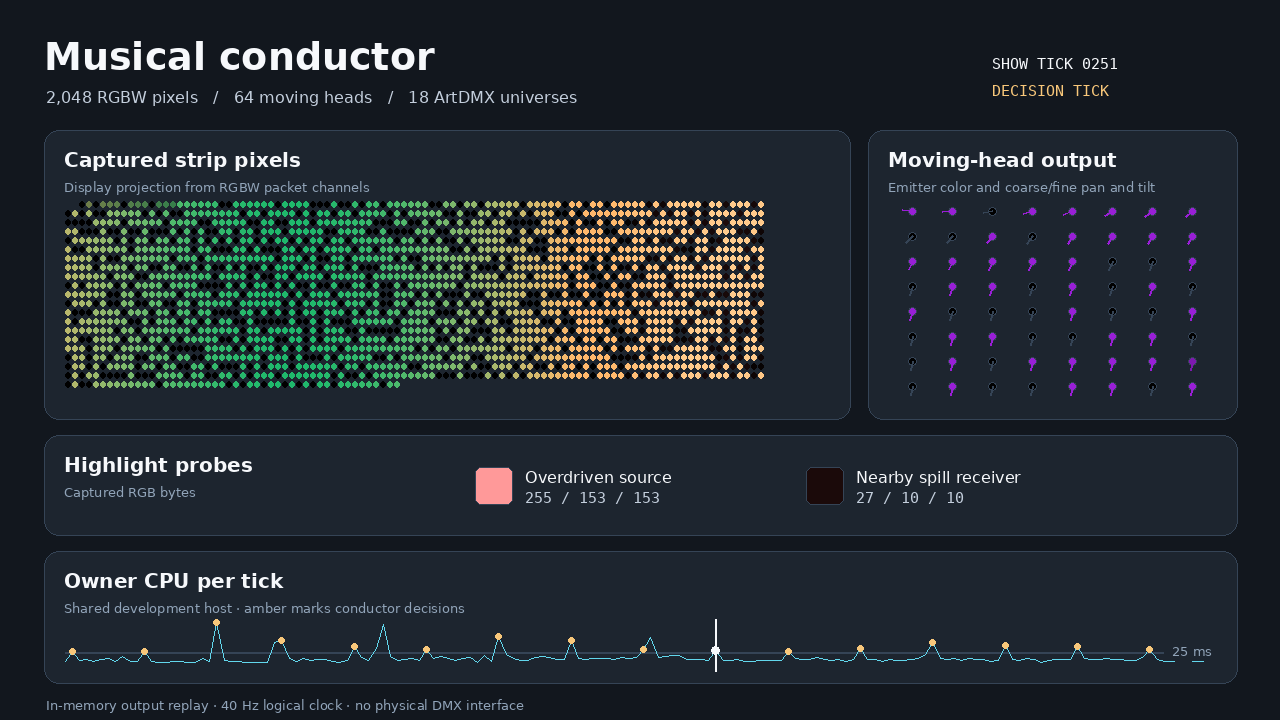 Musical conductor
2,048 RGBW pixels / 64 moving heads / 18 ArtDMX universes
SHOW TICK 0251
DECISION TICK
Captured strip pixels
Display projection from RGBW packet channels
Moving-head output
Emitter color and coarse/fine pan and tilt
Highlight probes
Captured RGB bytes
Overdriven source
255 / 153 / 153
Nearby spill receiver
27 / 10 / 10
Owner CPU per tick
Shared development host · amber marks conductor decisions
25 ms
In-memory output replay · 40 Hz logical clock · no physical DMX interface